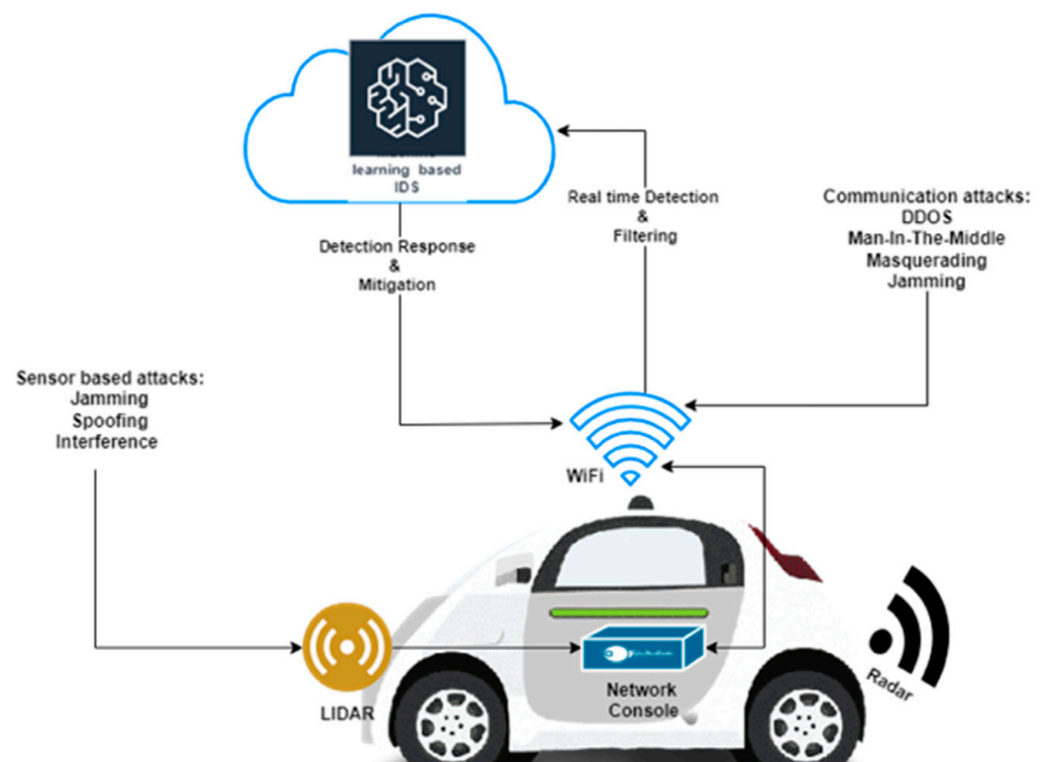 learning based
IDS
Detection Response
&
Mitigation
Real time Detection
&
Filtering
Communication attacks:
DDOS
Man-In-The-Middle
Masquerading
Jamming
Sensor based attacks:
Jamming
Spoofing
Interference
WiFi
LIDAR
Network
Console
Radar